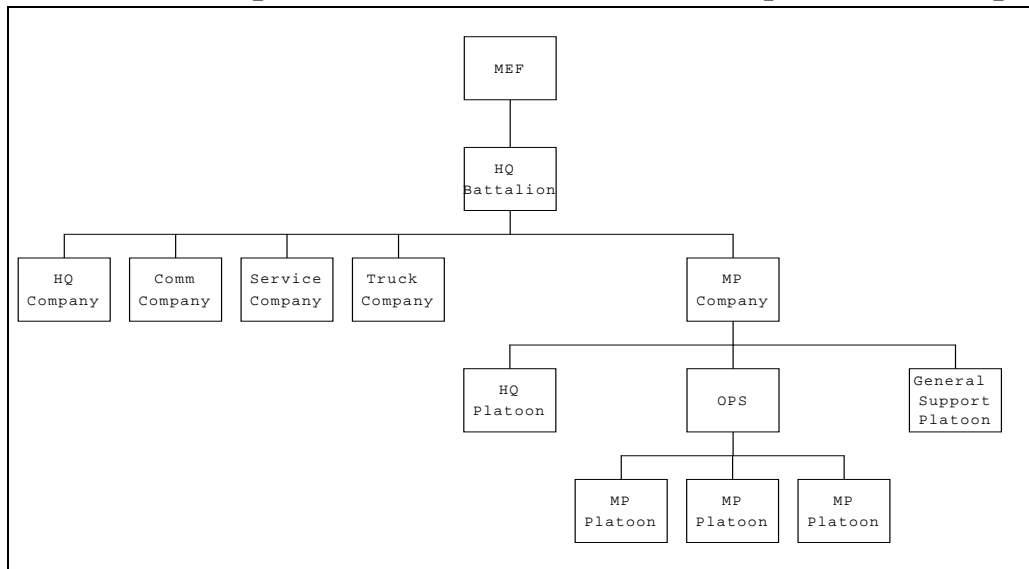 MEF
HQ
Battalion
HQ
Company
Comm
Company
Service
Company
Truck
Company
MP
Company
HQ
Platoon
OPS
General
Support
Platoon
MP
Platoon
MP
Platoon
MP
Platoon